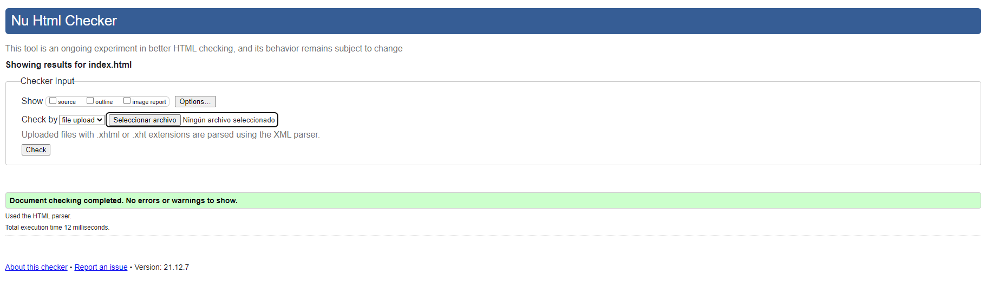 Nu Html Checker
This tool is an ongoing experiment in better HTML checking, and its behavior remains subject to change
Showing results for index.html
Checker Input
Show source outline image report Options...
Check by file upload Seleccionar archivo Ningún archivo seleccionado
Uploaded files with .xhtml or .xht extensions are parsed using the XML parser.
Check
Document checking completed. No errors or warnings to show.
Used the HTML parser.
Total execution time 12 milliseconds.
About this checker • Report an issue • Version: 21.12.7